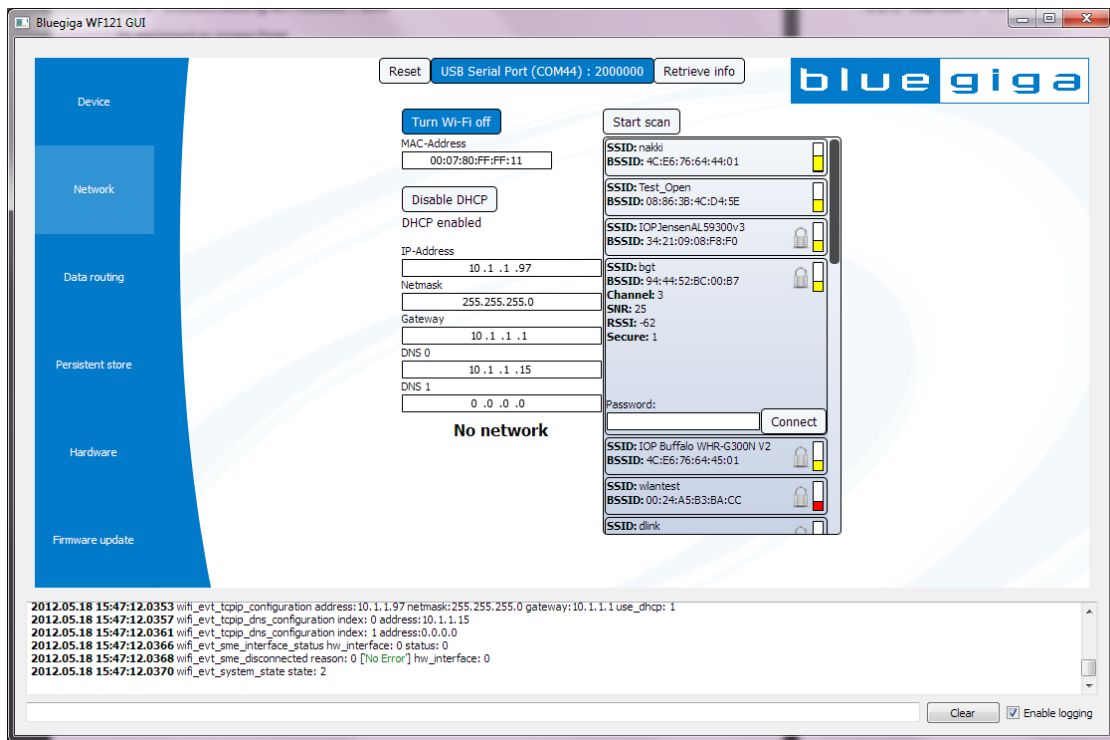 Bluegiga WF121 GUI
Reset
USB Serial Port (COM44) : 2000000
Retrieve info
bluegiga
Device
Network
Data routing
Persistent store
Hardware
Firmware update
Turn Wi-Fi off
MAC-Address
00:07:80:FF:FF:11
Disable DHCP
DHCP enabled
IP-Address
10 .1 .1 .97
Netmask
255.255.255.0
Gateway
10 .1 .1 .1
DNS 0
10 .1 .1 .15
DNS 1
0 .0 .0 .0
No network
Start scan
SSID: nakki
BSSID: 4C:E6:76:64:44:01
SSID: Test_Open
BSSID: 08:86:3B:4C:D4:5E
SSID: IOPJensenAL59300v3
BSSID: 34:21:09:08:F8:F0
SSID: bgt
BSSID: 94:44:52:BC:00:B7
Channel: 3
SNR: 25
RSSI: -62
Secure: 1
Password:
Connect
SSID: IOP Buffalo WHR-G300N V2
BSSID: 4C:E6:76:64:45:01
SSID: wlantest
BSSID: 00:24:A5:B3:BA:CC
SSID: dlink
2012.05.18 15:47:12.0353 wifi_evt_tcpip_configuration address:10.1.1.97 netmask:255.255.255.0 gateway:10.1.1.1 use_dhcp: 1
2012.05.18 15:47:12.0357 wifi_evt_tcpip_dns_configuration index: 0 address:10.1.1.15
2012.05.18 15:47:12.0361 wifi_evt_tcpip_dns_configuration index: 1 address:0.0.0.0
2012.05.18 15:47:12.0366 wifi_evt_sme_interface_status hw_interface: 0 status: 0
2012.05.18 15:47:12.0368 wifi_evt_sme_disconnected reason: 0 ['No Error'] hw_interface: 0
2012.05.18 15:47:12.0370 wifi_evt_system_state state: 2
Clear
Enable logging